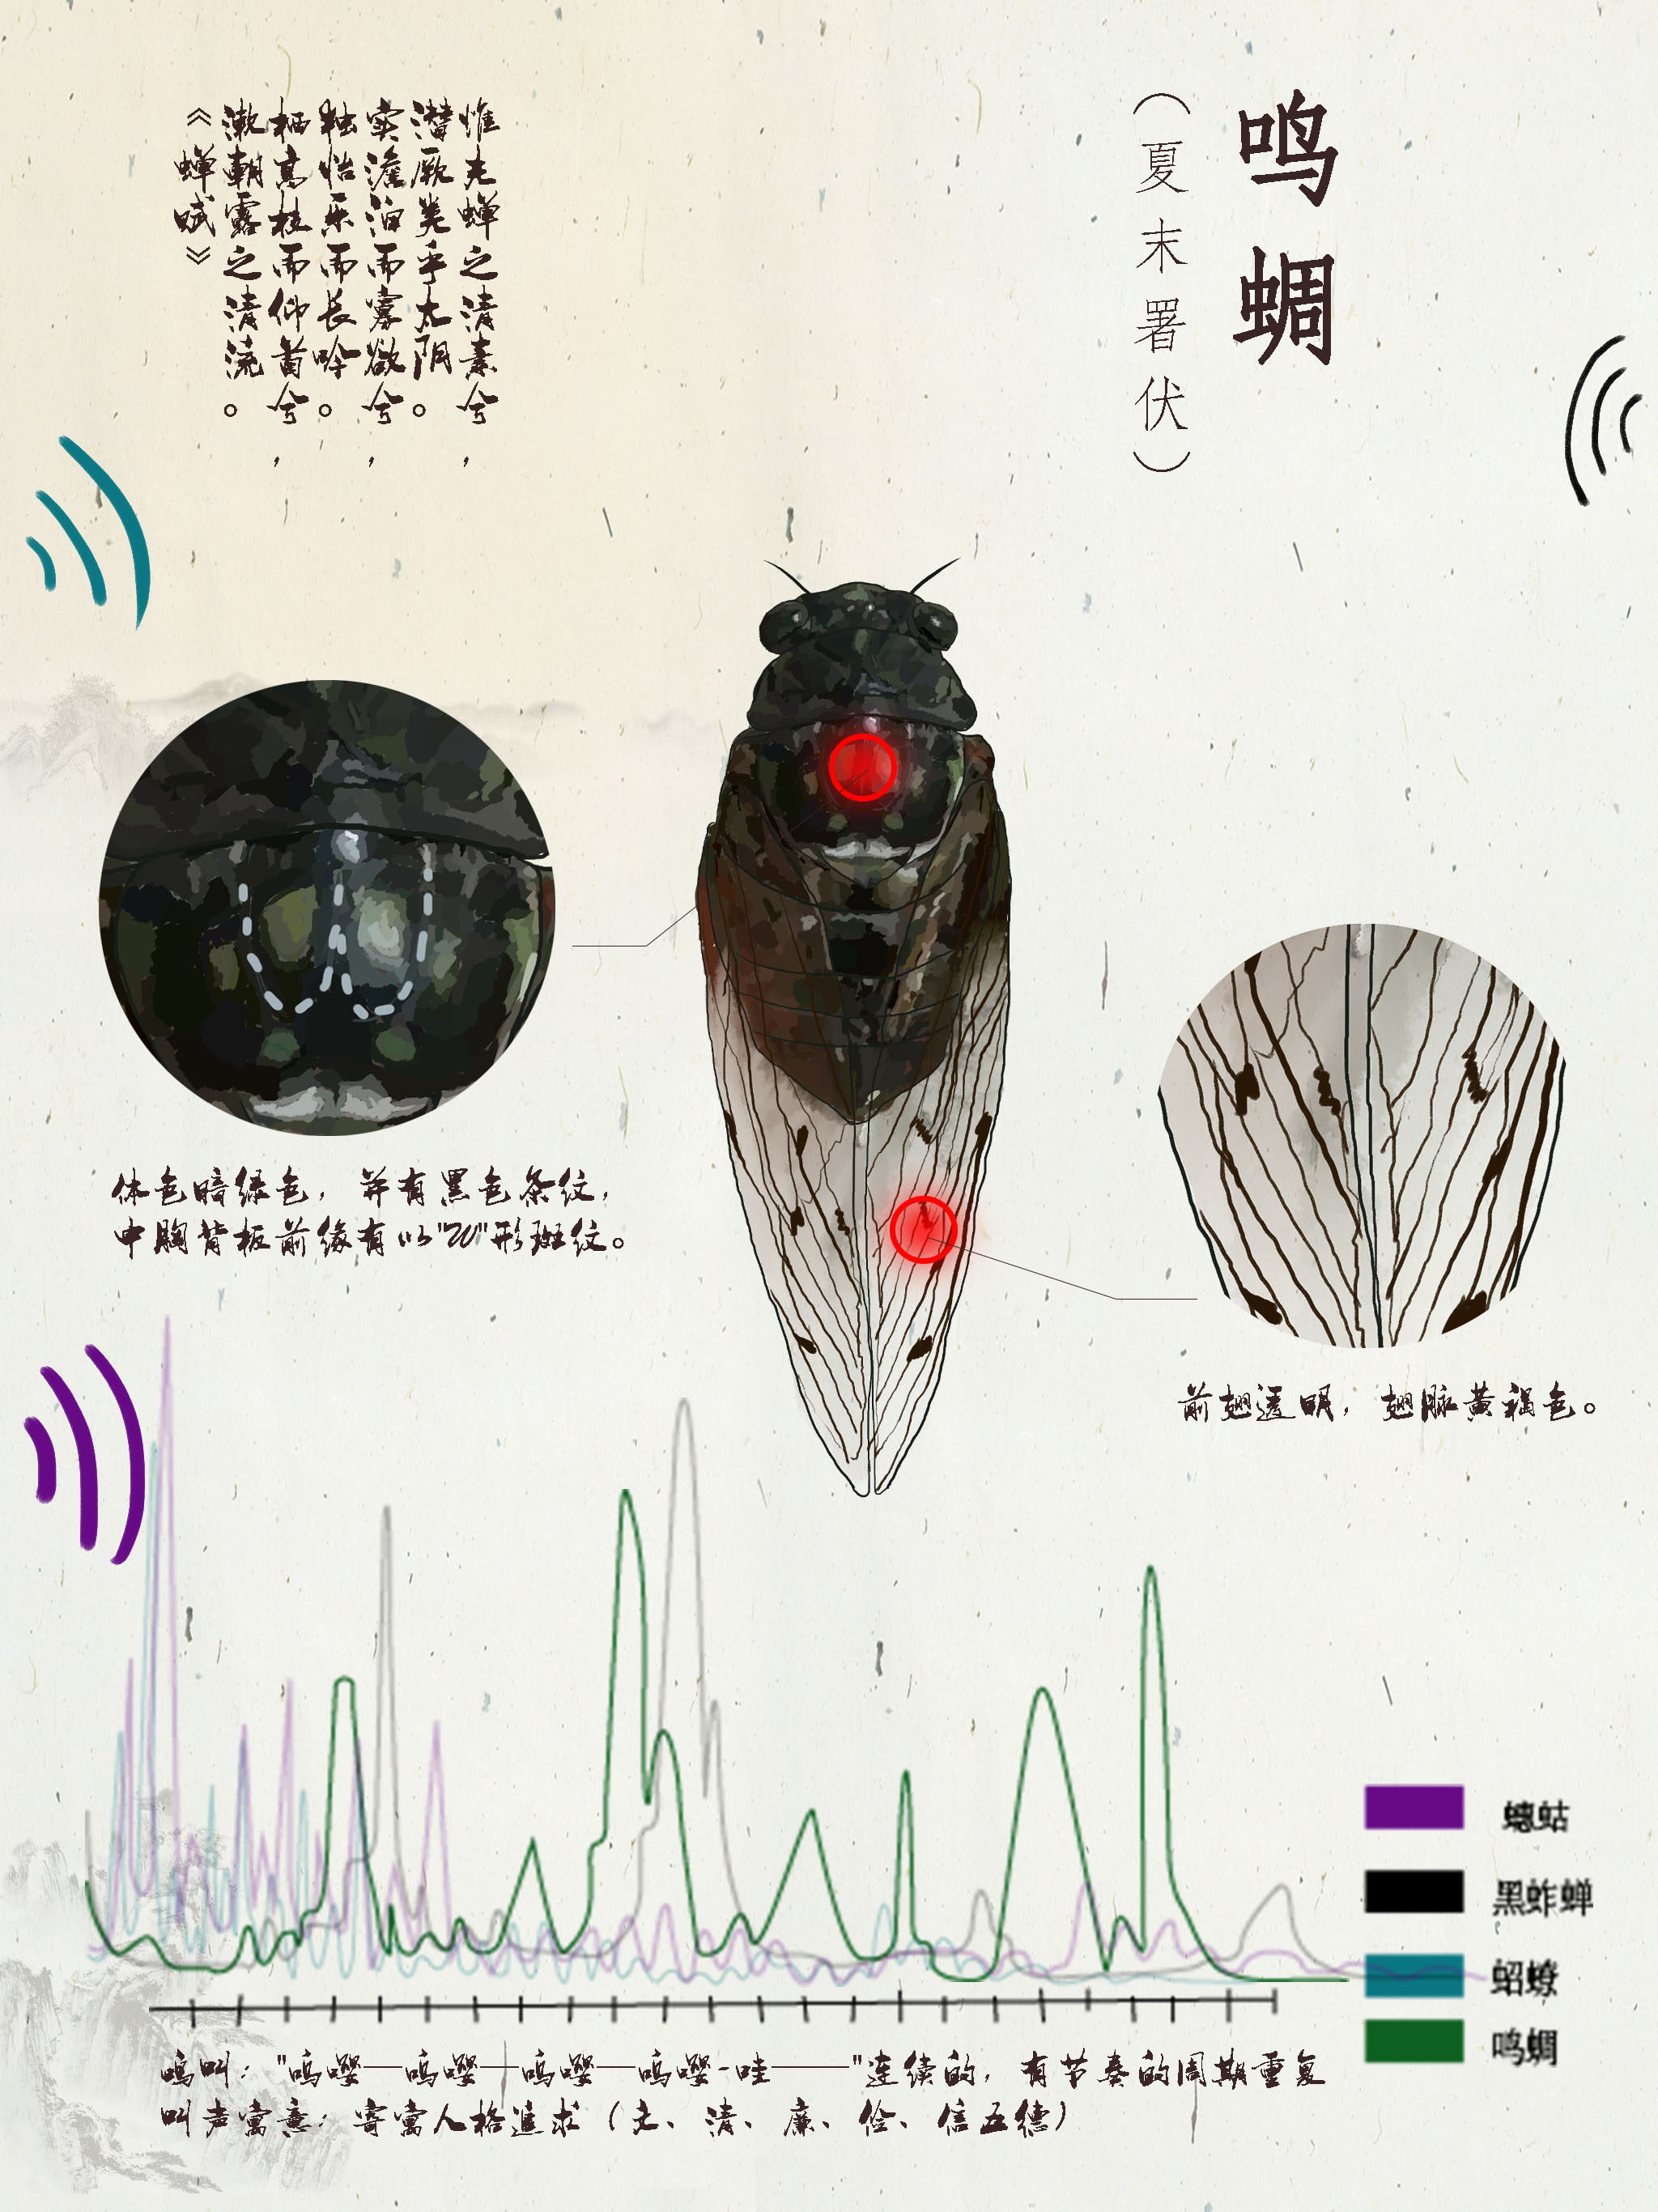 鸣蜩
（夏末署伏）
惟夫蝉之清素兮，
潜厥类乎太阴。
实澹泊而寡欲兮，
独怡乐而长吟。
栖高枝而仰首兮，
漱朝露之清流。
《蝉赋》
体色暗绿色，并有黑色条纹，
中胸背板前缘有以"W"形斑纹。
前翅透明，翅脉黄褐色。
蟪蛄
黑蚱蝉
蛁蟟
鸣蜩
鸣叫："呜嘤——呜嘤——呜嘤——呜嘤-哇————"连续的，有节奏的周期重复
叫声寓意：寄寓人格追求（文、清、廉、俭、信五德）